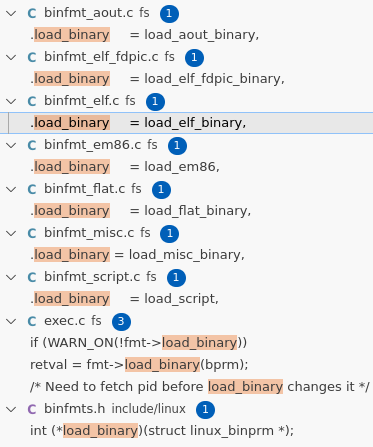 C binfmt_aout.c fs 1
.load_binary = load_aout_binary,
C binfmt_elf_fdpic.c fs 1
.load_binary = load_elf_fdpic_binary,
C binfmt_elf.c fs 1
.load_binary = load_elf_binary,
C binfmt_em86.c fs 1
.load_binary = load_em86,
C binfmt_flat.c fs 1
.load_binary = load_flat_binary,
C binfmt_misc.c fs 1
.load_binary = load_misc_binary,
C binfmt_script.c fs 1
.load_binary = load_script,
C exec.c fs 3
if (WARN_ON(!fmt->load_binary))
retval = fmt->load_binary(bprm);
/* Need to fetch pid before load_binary changes it */
C binfmts.h include/linux 1
int (*load_binary)(struct linux_binprm *);